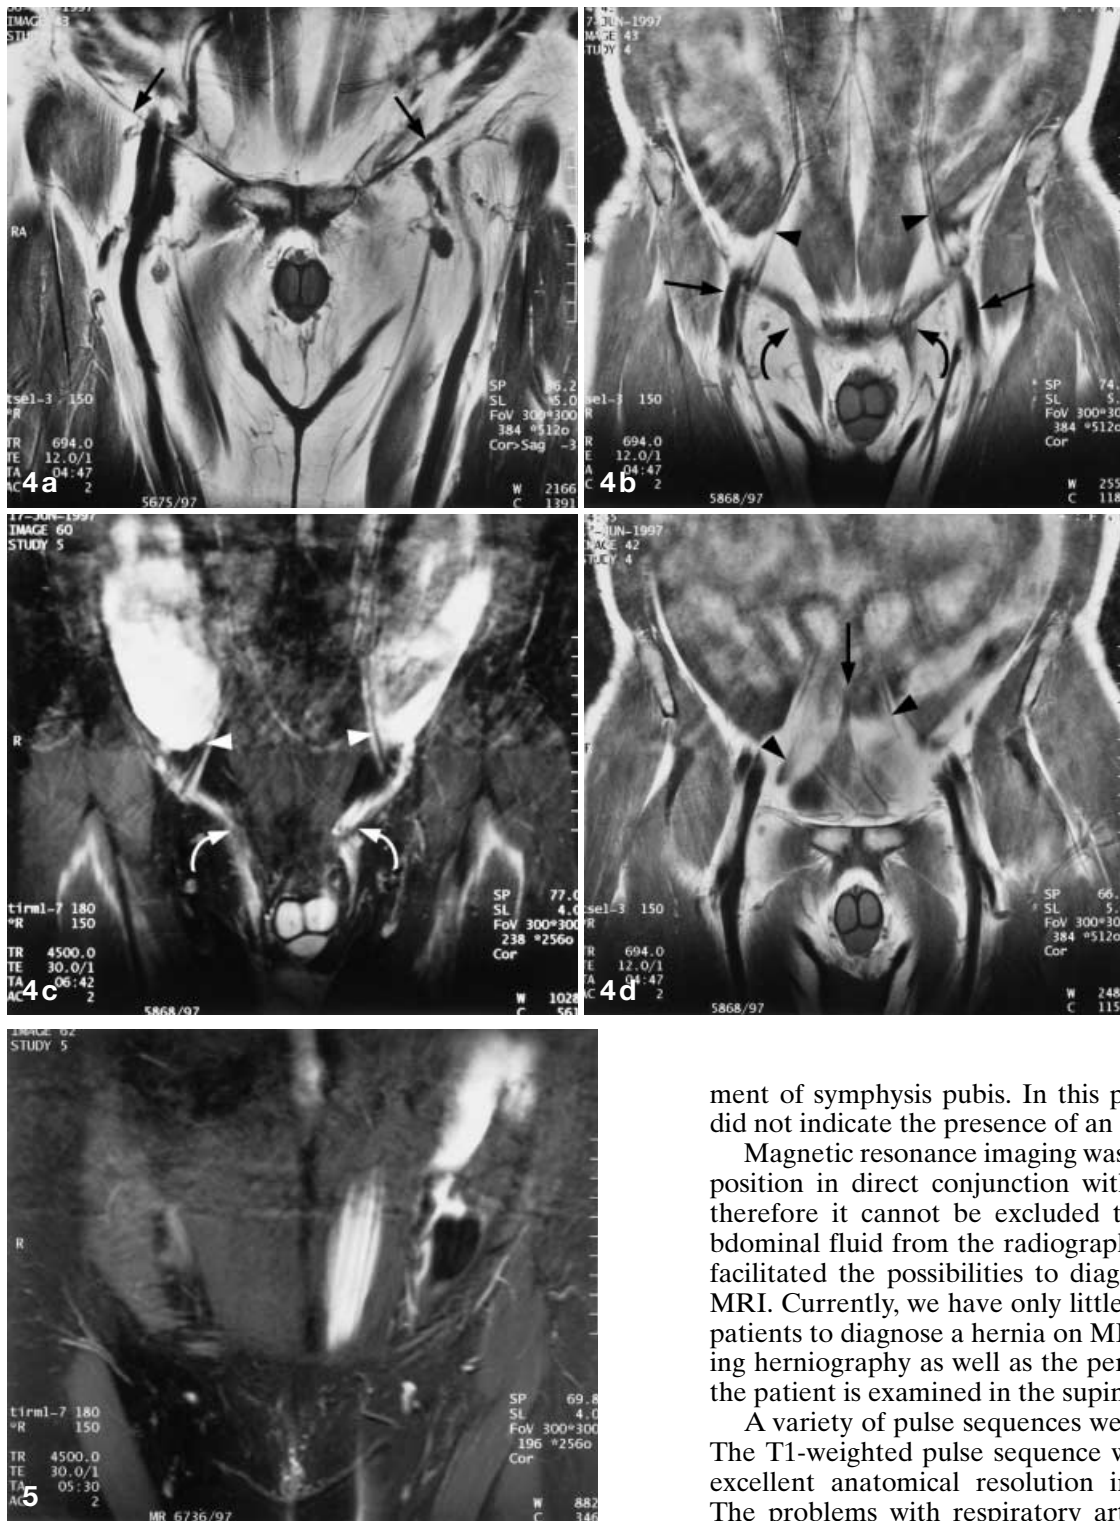 IMAGE 43
RA
tse1-3 150
*R
TR 694.0
TE 12.0/1
TA 04:47
AC 2
4a
5675/97
SP 86.2
SL 5.0
FoV 300*300
384 *512o
Cor>Sag -3
W 2166
C 1391
7-JUN-1997
MAGE 43
TUDY 4
se1-3 150
R
R 694.0
E 12.0/1
A 04:47
C 2
4b
5868/97
SP 74.
SL 5.
FoV 300*30
384 *512o
Cor
W 255
C 118
17-JUN-1997
IMAGE 60
STUDY 5
R
tirm1-7 180
*R 150
TR 4500.0
TE 30.0/1
TA 06:42
AC 2
4c
5868/97
SP 77.0
SL 4.0
FoV 300*300
238 *256o
Cor
W 1028
C 561
-JUN-1997
AGE 42
TUDY 4
se1-3 150
R
R 694.0
E 12.0/1
A 04:47
C 2
4d
5868/97
SP 66.
SL 5.
FoV 300*30
384 *512o
Cor
W 248
C 115
IMAGE 62
STUDY 5
R
tirm1-7 180
*R 150
TR 4500.0
TE 30.0/1
TA 05:30
AC 2
5
MR 6736/97
SP 69.8
SL 4.0
FoV 300*300
196 *256o
Cor
W 882
C 346
ment of symphysis pubis. In this p
did not indicate the presence of an
Magnetic resonance imaging was
position in direct conjunction with
therefore it cannot be excluded t
bdominal fluid from the radiograph
facilitated the possibilities to diag
MRI. Currently, we have only little
patients to diagnose a hernia on MI
ing herniography as well as the per
the patient is examined in the supin
A variety of pulse sequences we
The T1-weighted pulse sequence w
excellent anatomical resolution i
The problems with respiratory ar